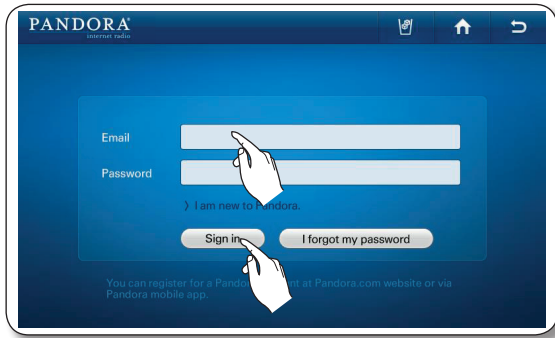 PANDORA®
internet radio
Email
Password
I am new to Pandora.
Sign in
I forgot my password
You can register for a Pandora at Pandora.com website or via
Pandora mobile app.